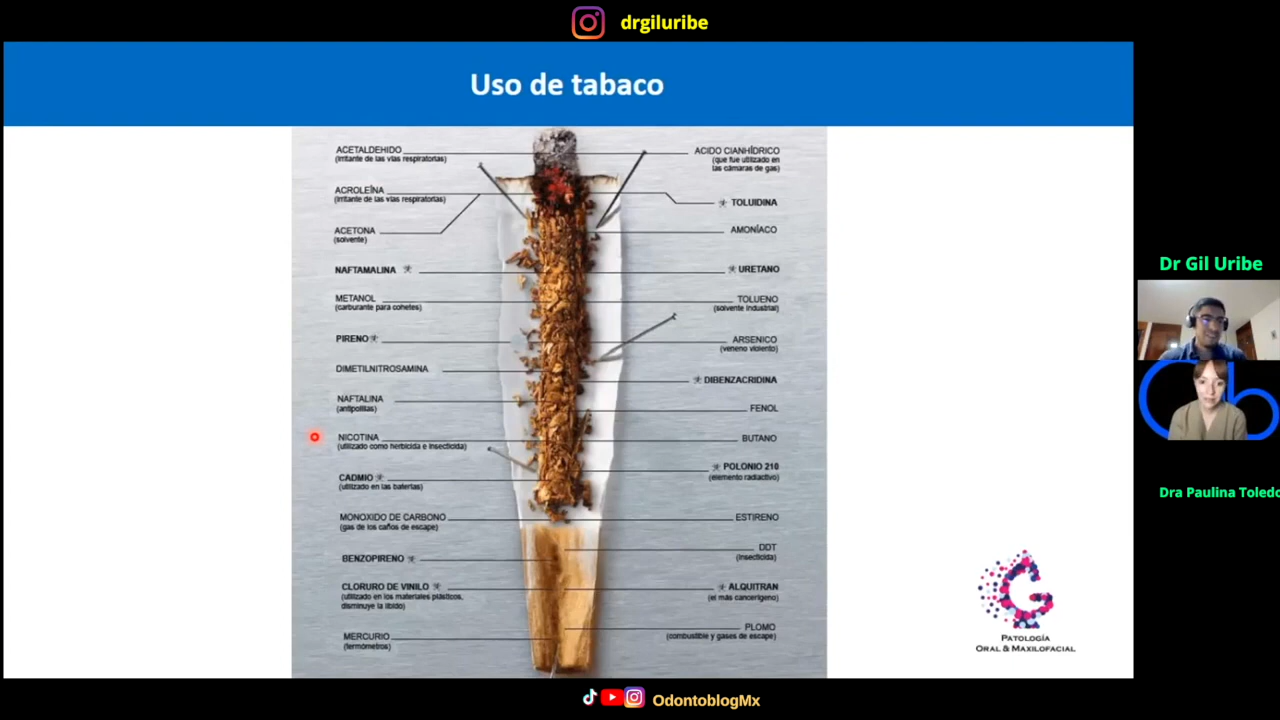 drgiluribe
Uso de tabaco
ACETALDEHIDO
(irritante de las vías respiratorias)
ACROLEÍNA
(irritante de las vías respiratorias)
ACETONA
(solvente)
NAFTAMALINA
METANOL
(carburante para cohetes)
PIRENO
DIMETILNITROSAMINA
NAFTALINA
(antipolillas)
NICOTINA
(utilizado como herbicida e insecticida)
CADMIO
(utilizado en las baterías)
MONOXIDO DE CARBONO
(gas de los caños de escape)
BENZOPIRENO
CLORURO DE VINILO
(utilizado en los materiales plásticos,
disminuye la libido)
MERCURIO
(termómetros)
ACIDO CIANHÍDRICO
(que fue utilizado en
las cámaras de gas)
TOLUIDINA
AMONÍACO
URETANO
TOLUENO
(solvente industrial)
ARSENICO
(veneno violento)
DIBENZACRIDINA
FENOL
BUTANO
POLONIO 210
(elemento radiactivo)
ESTIRENO
DDT
(insecticida)
ALQUITRAN
(el más cancerígeno)
PLOMO
(combustible y gases de escape)
PATOLOGÍA
ORAL & MAXILOFACIAL
Dr Gil Uribe
Dra Paulina Toledo
OdontoblogMx